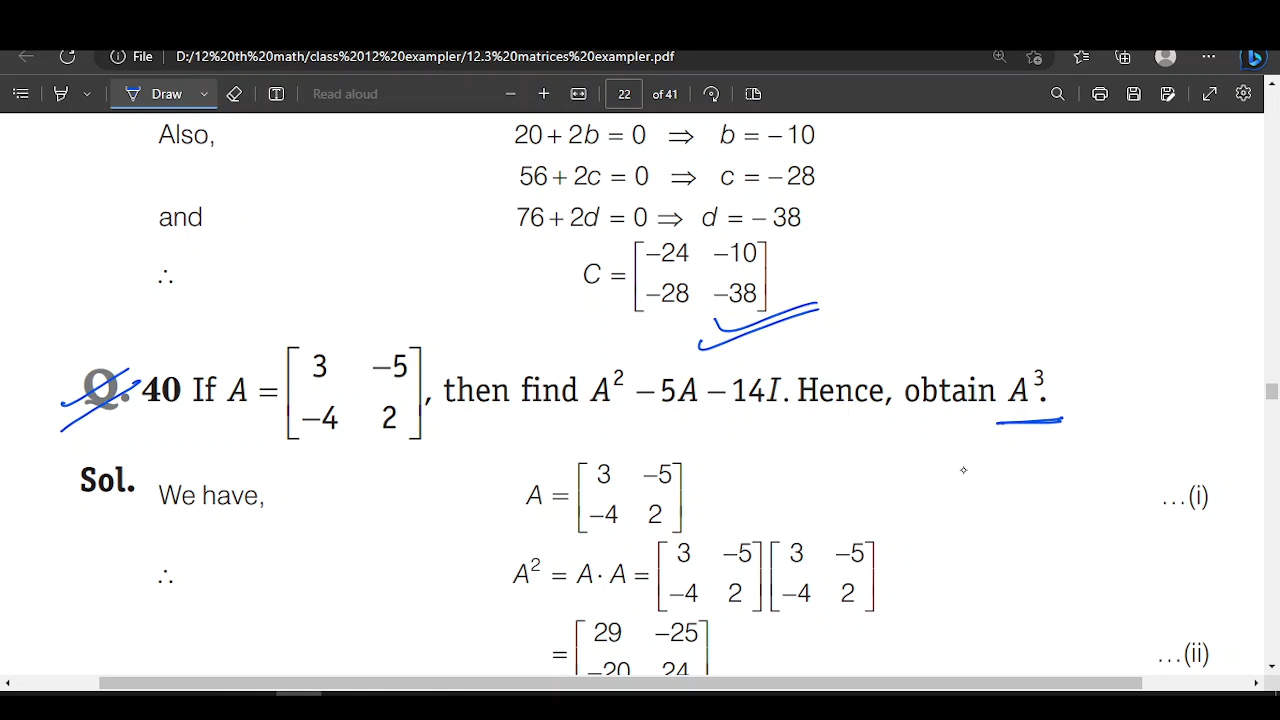 File D:/12%20th%20math/class%2012%20exampler/12.3%20matrices%20exampler.pdf
Draw Read aloud 22 of 41
Also, 20 + 2b = 0 ⇒ b = – 10
56 + 2c = 0 ⇒ c = – 28
and 76 + 2d = 0 ⇒ d = – 38
∴ C = [–24 –10
–28 –38]
Q. 40 If A = [3 –5
–4 2], then find A² – 5A – 14I. Hence, obtain A³.
Sol. We have, A = [3 –5
–4 2] ...(i)
∴ A² = A · A = [3 –5
–4 2] [3 –5
–4 2]
= [29 –25
–20 24] ...(ii)